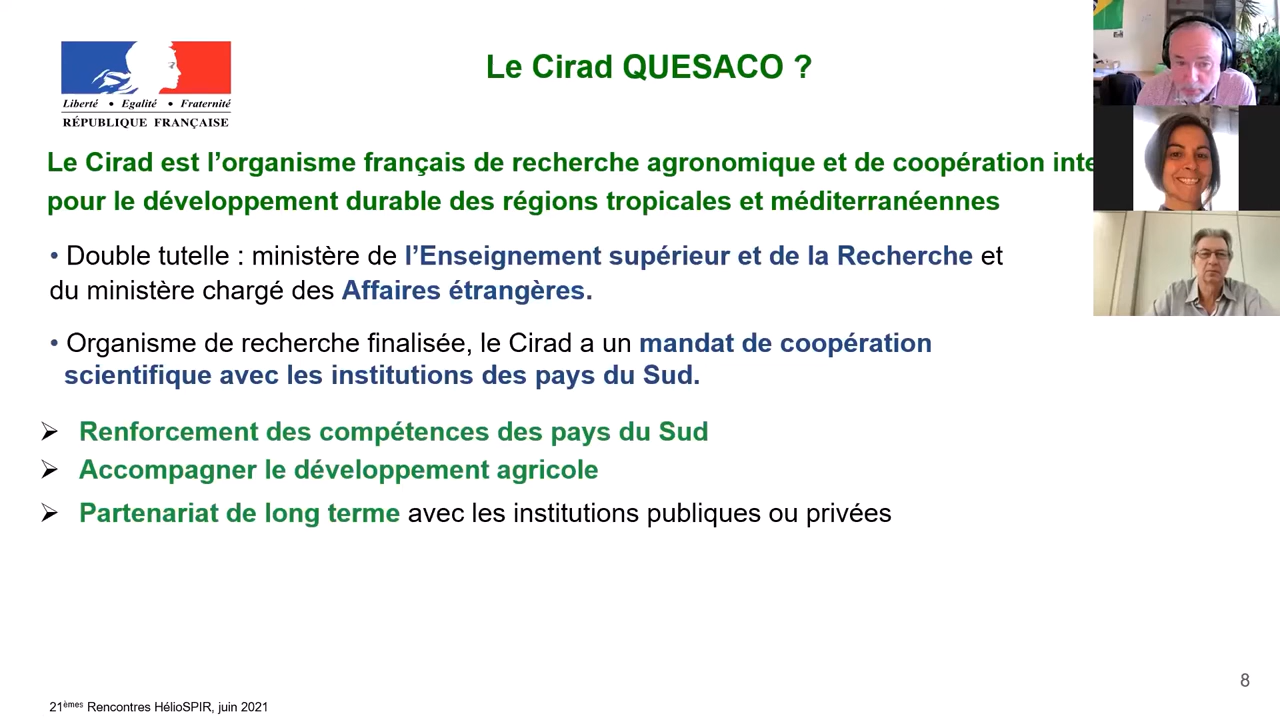 Le Cirad QUESACO ?
Liberté • Egalité • Fraternité
RÉPUBLIQUE FRANÇAISE
Le Cirad est l’organisme français de recherche agronomique et de coopération
pour le développement durable des régions tropicales et méditerranéennes
• Double tutelle : ministère de l’Enseignement supérieur et de la Recherche et
du ministère chargé des Affaires étrangères.
• Organisme de recherche finalisée, le Cirad a un mandat de coopération
scientifique avec les institutions des pays du Sud.
➢ Renforcement des compétences des pays du Sud
➢ Accompagner le développement agricole
➢ Partenariat de long terme avec les institutions publiques ou privées
8
21èmes Rencontres HélioSPIR, juin 2021